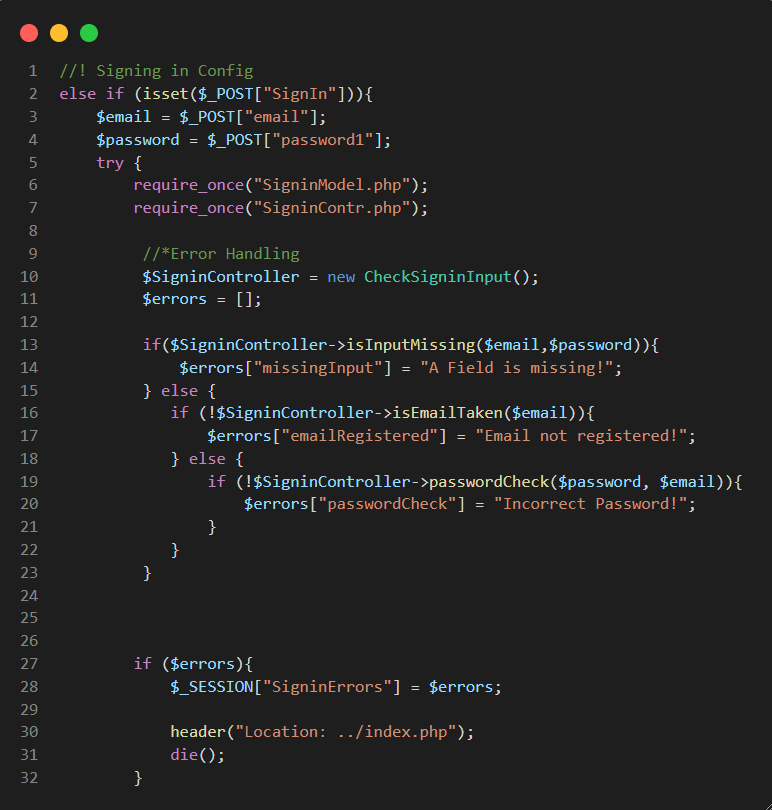 1 //! Signing in Config
2 else if (isset($_POST["SignIn"])){
3 $email = $_POST["email"];
4 $password = $_POST["password1"];
5 try {
6 require_once("SigninModel.php");
7 require_once("SigninContr.php");
8
9 //*Error Handling
10 $SigninController = new CheckSigninInput();
11 $errors = [];
12
13 if($SigninController->isInputMissing($email,$password)){
14 $errors["missingInput"] = "A Field is missing!";
15 } else {
16 if (!$SigninController->isEmailTaken($email)){
17 $errors["emailRegistered"] = "Email not registered!";
18 } else {
19 if (!$SigninController->passwordCheck($password, $email)){
20 $errors["passwordCheck"] = "Incorrect Password!";
21 }
22 }
23 }
24
25
26
27 if ($errors){
28 $_SESSION["SigninErrors"] = $errors;
29
30 header("Location: ../index.php");
31 die();
32 }